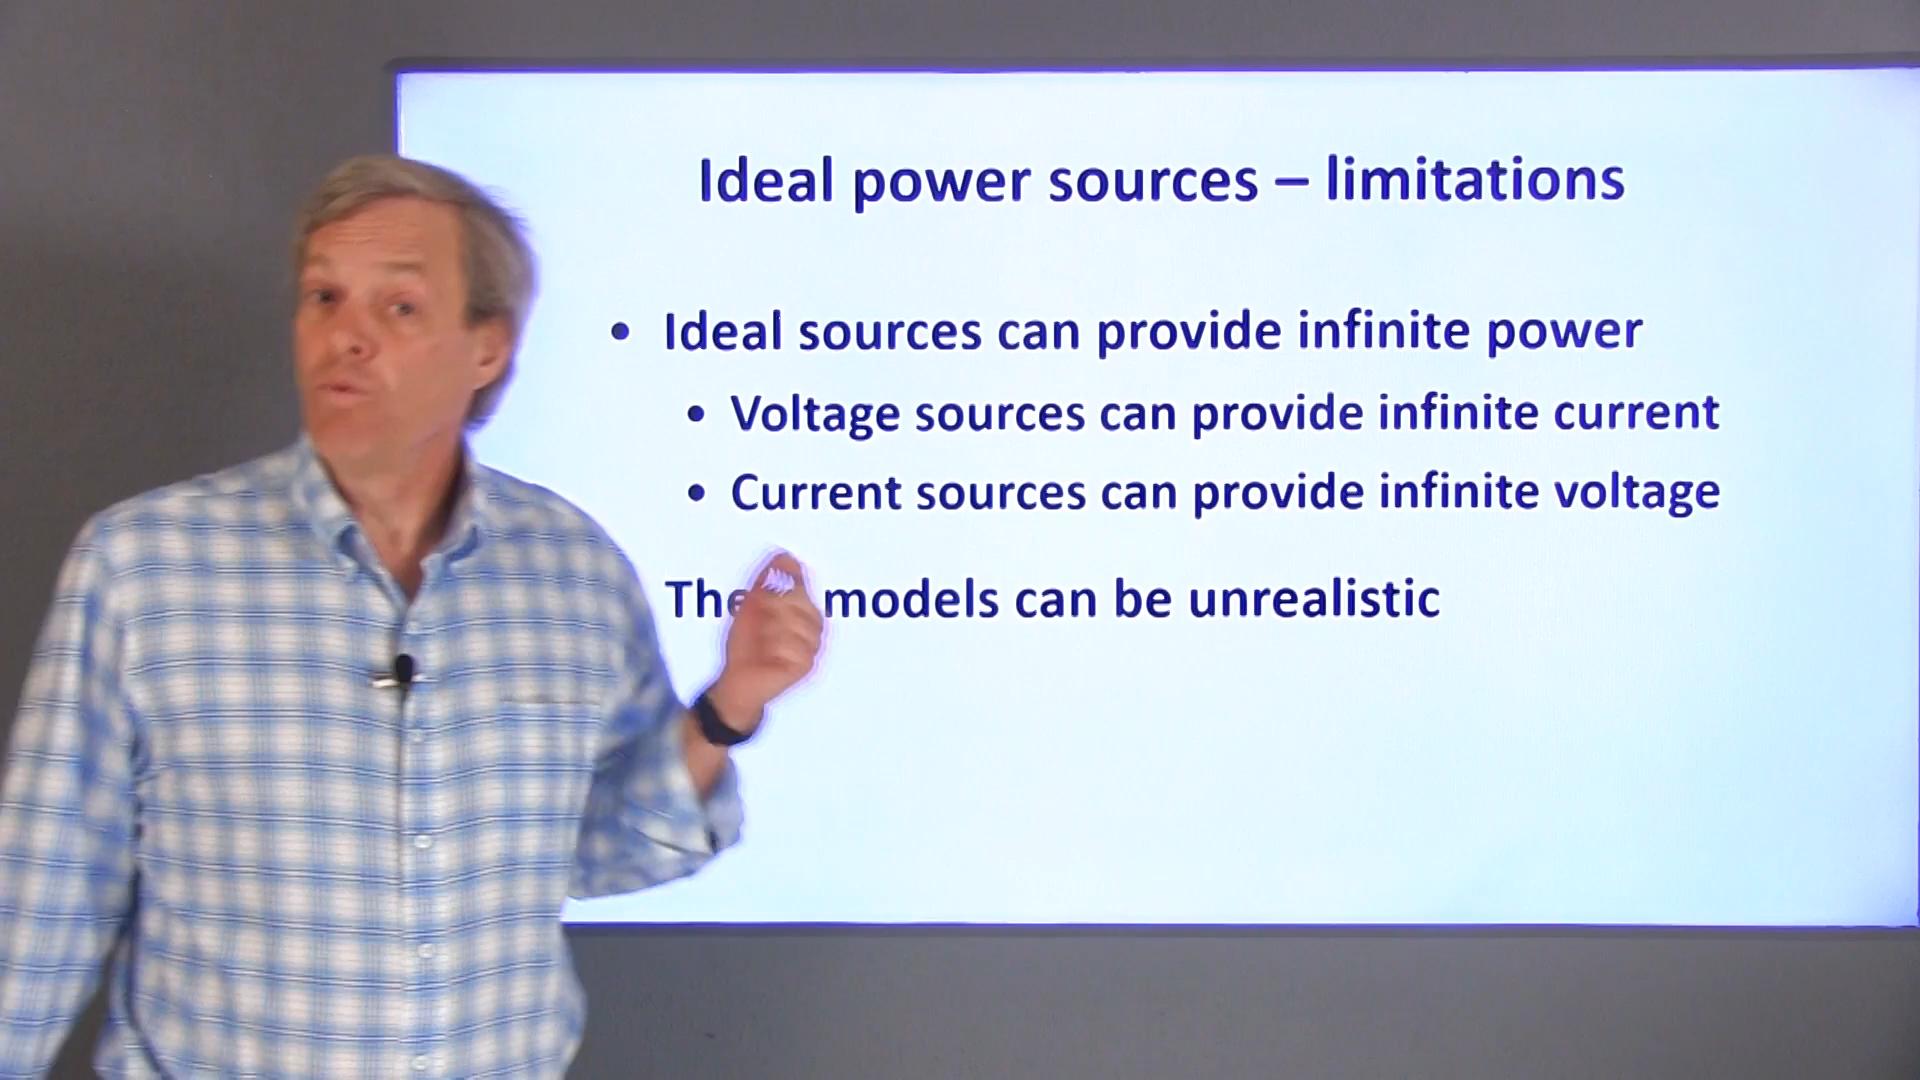 Ideal power sources – limitations
• Ideal sources can provide infinite power
• Voltage sources can provide infinite current
• Current sources can provide infinite voltage
models can be unrealistic